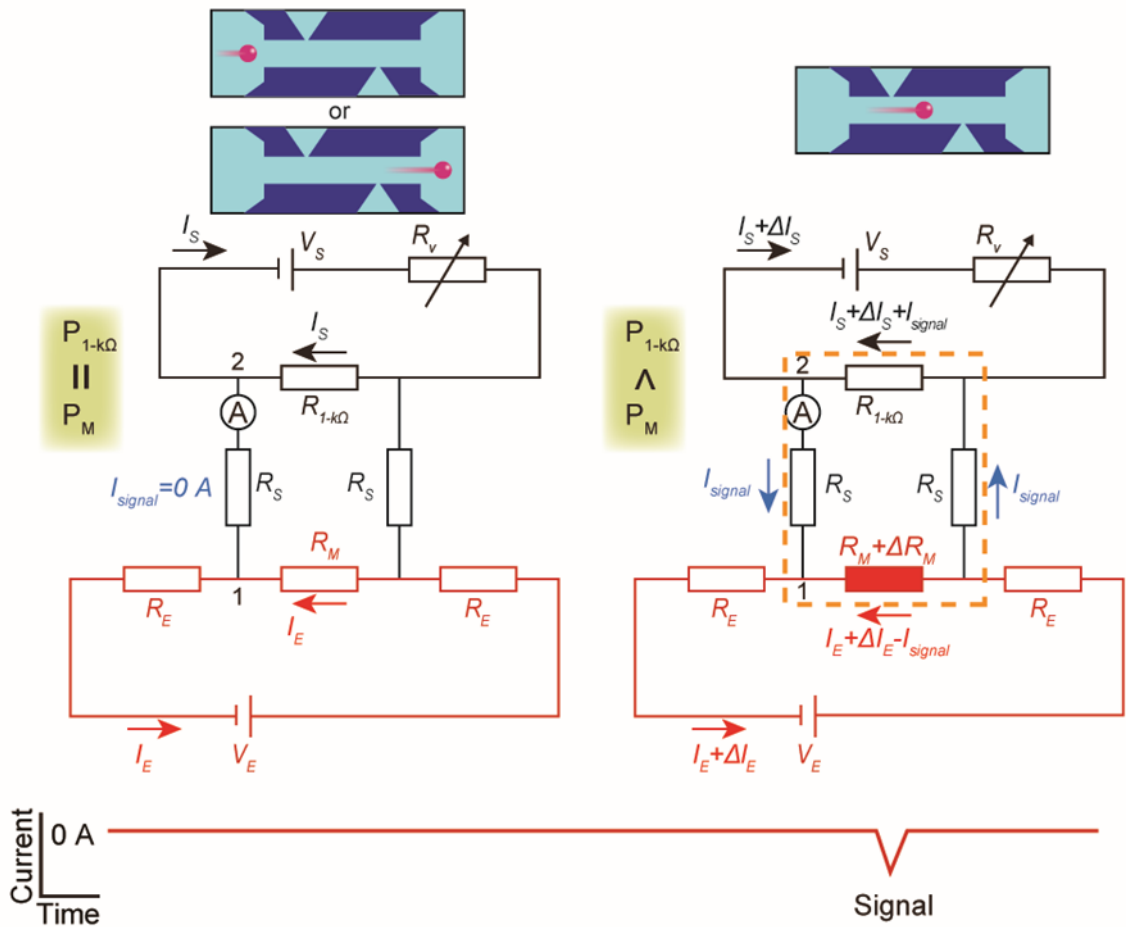 or
I_S
V_S
R_v
I_S+ΔI_S
V_S
R_v
P_1-kΩ
=
P_M
I_S
2
R_1-kΩ
A
I_signal=0 A
R_S
R_S
R_M
R_E
1
I_E
R_E
I_E
V_E
P_1-kΩ
<
P_M
I_S+ΔI_S+I_signal
2
R_1-kΩ
A
I_signal
R_S
R_S
I_signal
R_M+ΔR_M
R_E
1
R_E
I_E+ΔI_E-I_signal
I_E+ΔI_E
V_E
Current
0 A
Time
Signal